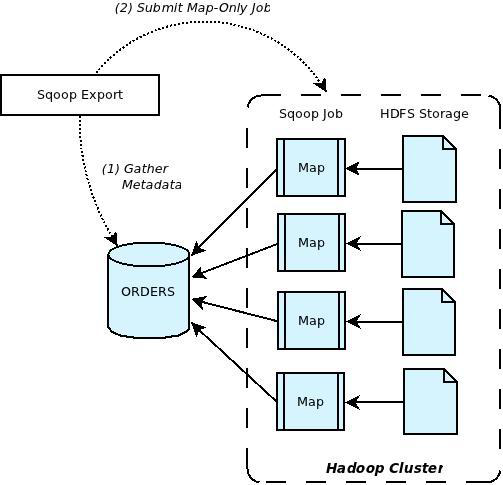 (2) Submit Map-Only Job
Sqoop Export
Sqoop Job
HDFS Storage
(1) Gather
Metadata
Map
Map
ORDERS
Map
Map
Hadoop Cluster